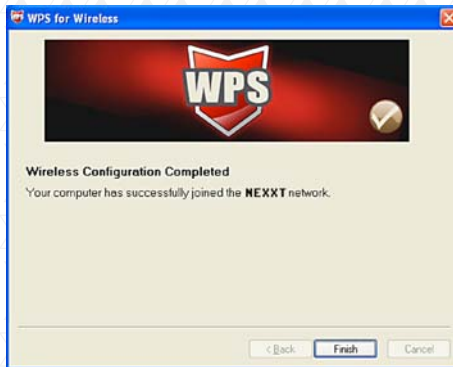 WPS for Wireless
WPS
Wireless Configuration Completed
Your computer has successfully joined the NEXXT network.
< Back Finish Cancel